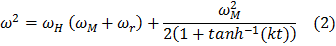 ω² = ω_H (ω_M + ω_r) + ω_M² / 2(1 + tanh⁻¹(kt))   (2)